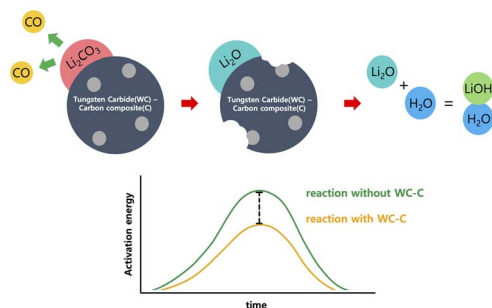 CO
CO
Li₂CO₃
Tungsten Carbide(WC) –
Carbon composite(C)
Li₂O
Tungsten Carbide(WC) –
Carbon composite(C)
Li₂O
+
H₂O
=
LiOH
H₂O
Activation energy
reaction without WC-C
reaction with WC-C
time